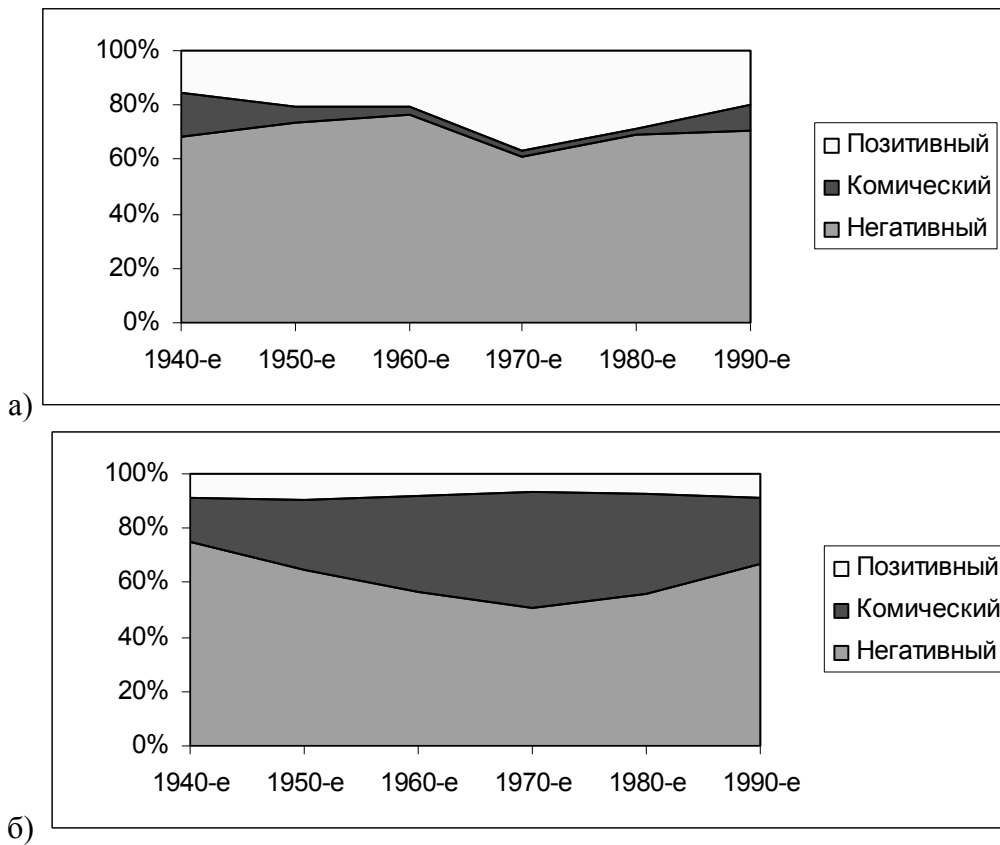 100%
80%
60%
40%
20%
0%
1940-е 1950-е 1960-е 1970-е 1980-е 1990-е
Позитивный
Комический
Негативный
а)
100%
80%
60%
40%
20%
0%
1940-е 1950-е 1960-е 1970-е 1980-е 1990-е
Позитивный
Комический
Негативный
б)